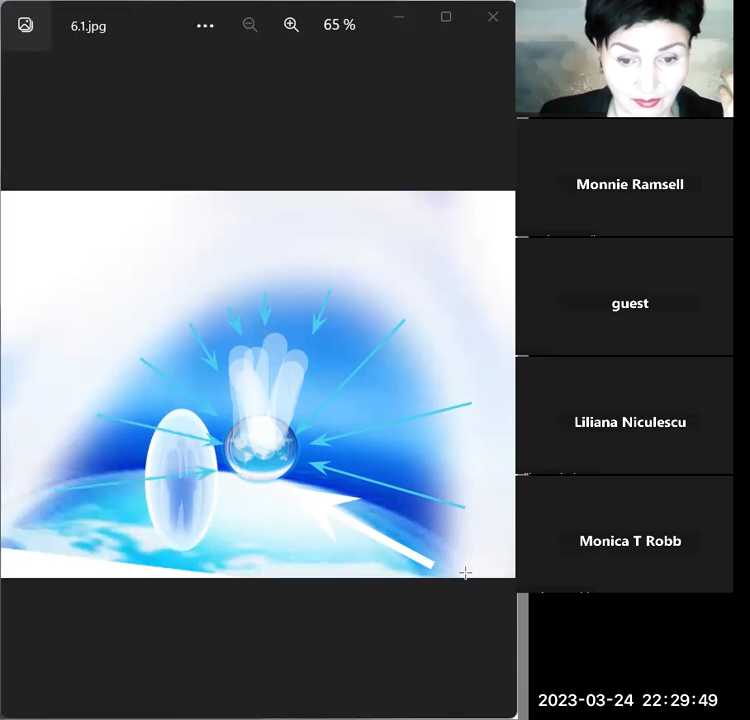 6.1.jpg
65 %
Monnie Ramsell
guest
Liliana Niculescu
Monica T Robb
2023-03-24 22:29:49